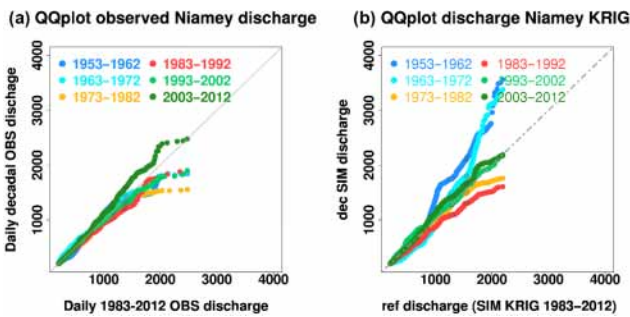 (a) QQplot observed Niamey discharge
4000
3000
2000
1000
Daily decadal OBS dischage
1953−1962
1963−1972
1973−1982
1983−1992
1993−2002
2003−2012
1000 2000 3000 4000
Daily 1983-2012 OBS discharge
(b) QQplot discharge Niamey KRIG
4000
3000
2000
1000
dec SIM discharge
1953−1962
1963−1972
1973−1982
1983−1992
1993−2002
2003−2012
1000 2000 3000 4000
ref discharge (SIM KRIG 1983−2012)